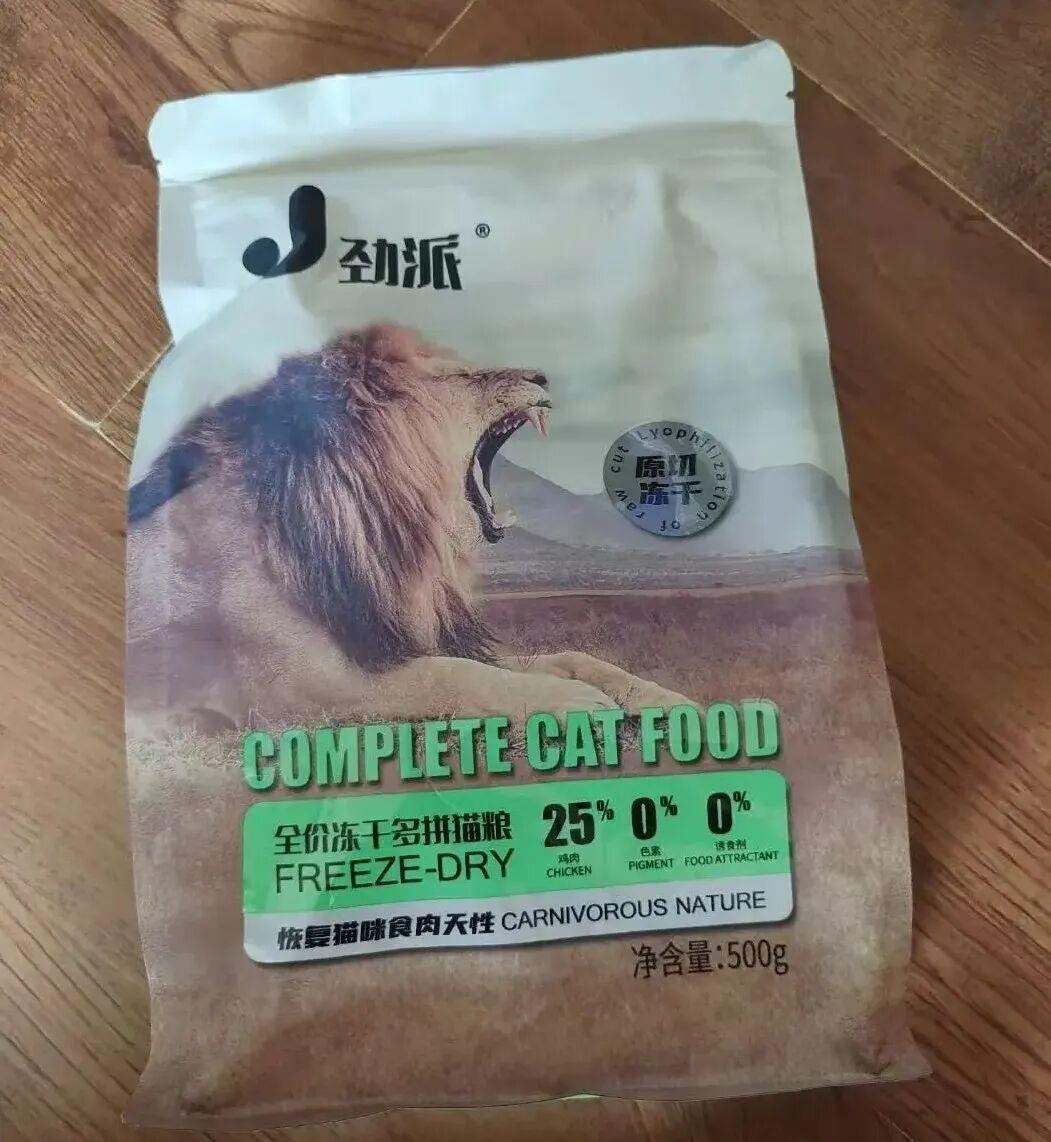 J 劲派®
Lyophilization of raw cut
原切
冻干
COMPLETE CAT FOOD
全价冻干多拼猫粮
FREEZE-DRY
25% 0% 0%
鸡肉 色素 诱食剂
CHICKEN PIGMENT FOOD ATTRACTANT
恢复猫咪食肉天性 CARNIVOROUS NATURE
净含量:500g